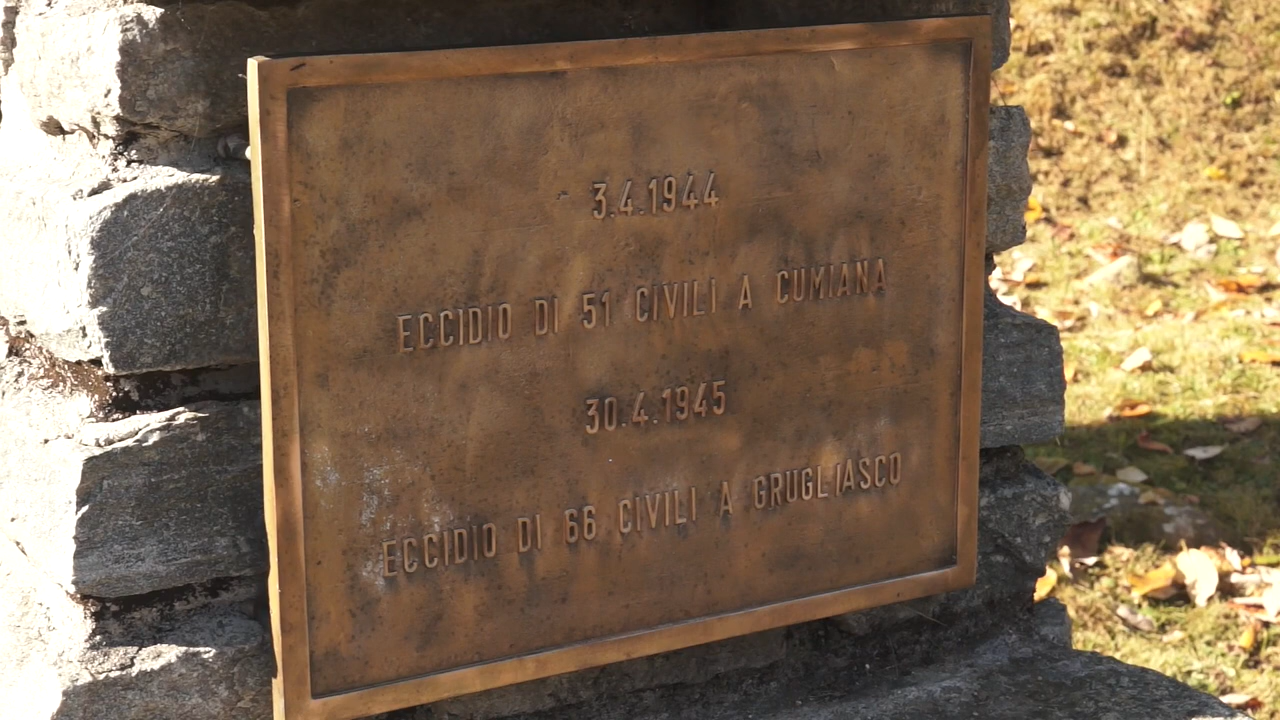 3.4.1944
ECCIDIO DI 51 CIVILI A CUMIANA
30.4.1945
ECCIDIO DI 66 CIVILI A GRUGLIASCO